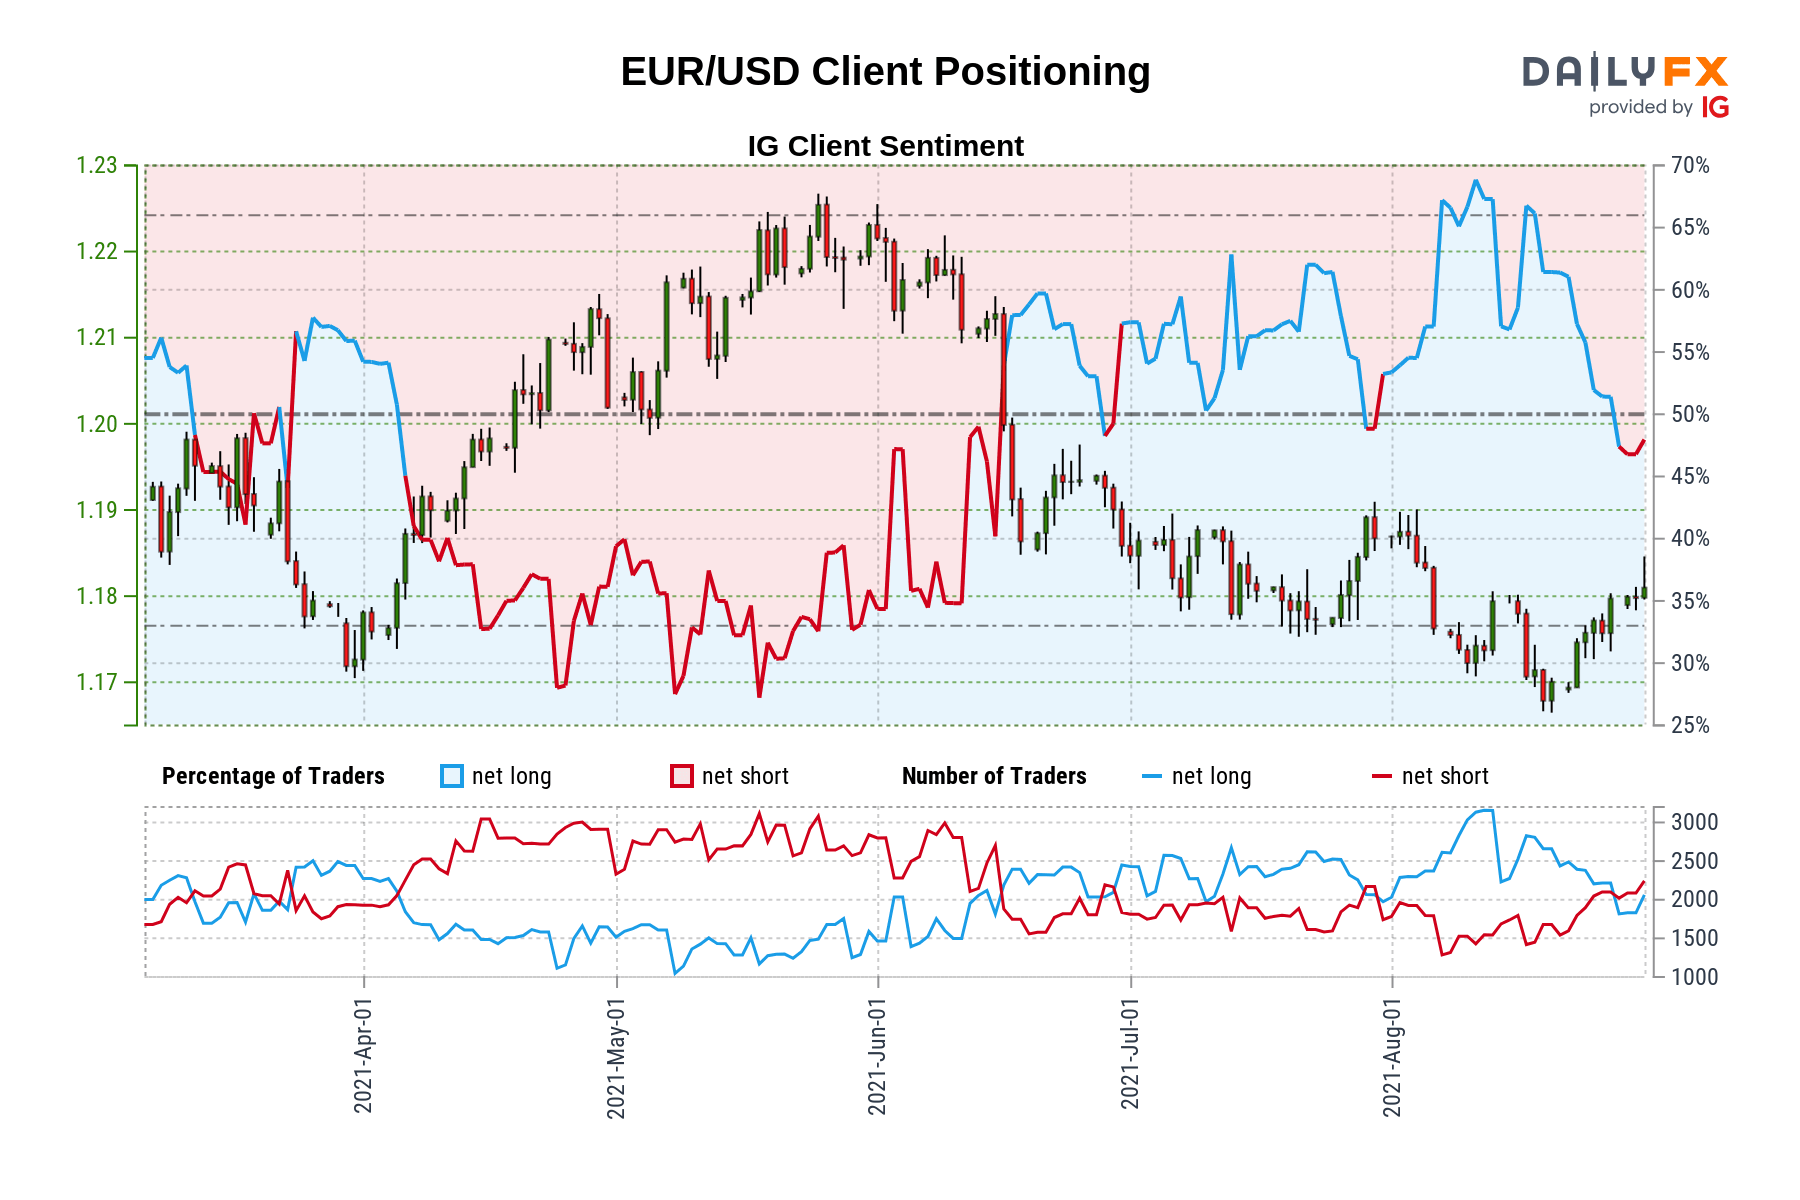 EUR/USD Client Positioning
DAILYFX
provided by IG
IG Client Sentiment
1.23
1.22
1.21
1.20
1.19
1.18
1.17
70%
65%
60%
55%
50%
45%
40%
35%
30%
25%
Percentage of Traders net long net short Number of Traders net long net short
3000
2500
2000
1500
1000
2021-Apr-01
2021-May-01
2021-Jun-01
2021-Jul-01
2021-Aug-01